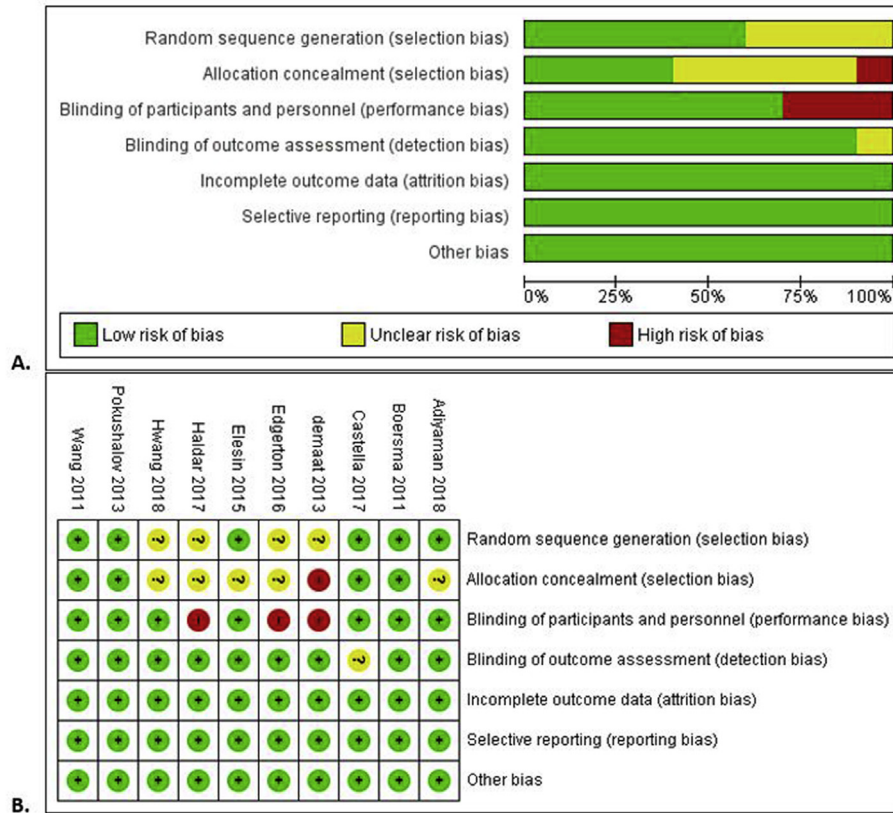 Random sequence generation (selection bias)
Allocation concealment (selection bias)
Blinding of participants and personnel (performance bias)
Blinding of outcome assessment (detection bias)
Incomplete outcome data (attrition bias)
Selective reporting (reporting bias)
Other bias
0% 25% 50% 75% 100%
Low risk of bias Unclear risk of bias High risk of bias
A.
Wang 2011
Pokushalov 2013
Hwang 2018
Haldar 2017
Elesin 2015
Edgerton 2016
demaat 2013
Castella 2017
Boersma 2011
Adiyaman 2018
+ + ? ? + ? ? + + + Random sequence generation (selection bias)
+ + ? ? ? ? - + + ? Allocation concealment (selection bias)
+ + + - + - - + + + Blinding of participants and personnel (performance bias)
+ + + + + + + ? + + Blinding of outcome assessment (detection bias)
+ + + + + + + + + + Incomplete outcome data (attrition bias)
+ + + + + + + + + + Selective reporting (reporting bias)
+ + + + + + + + + + Other bias
B.